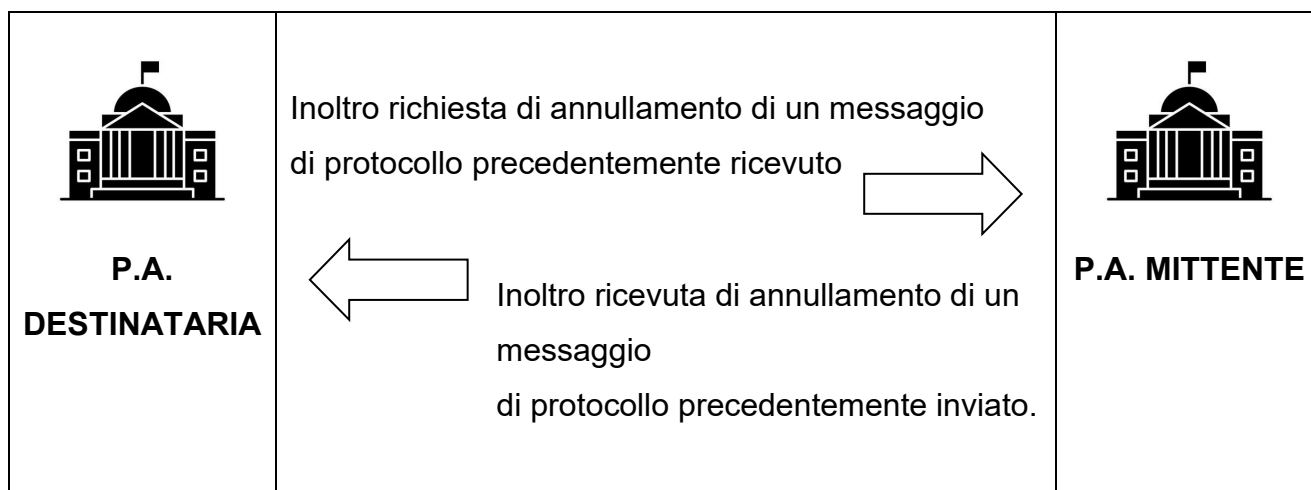 P.A.
DESTINATARIA
Inoltro richiesta di annullamento di un messaggio
di protocollo precedentemente ricevuto
Inoltro ricevuta di annullamento di un
messaggio
di protocollo precedentemente inviato.
P.A. MITTENTE